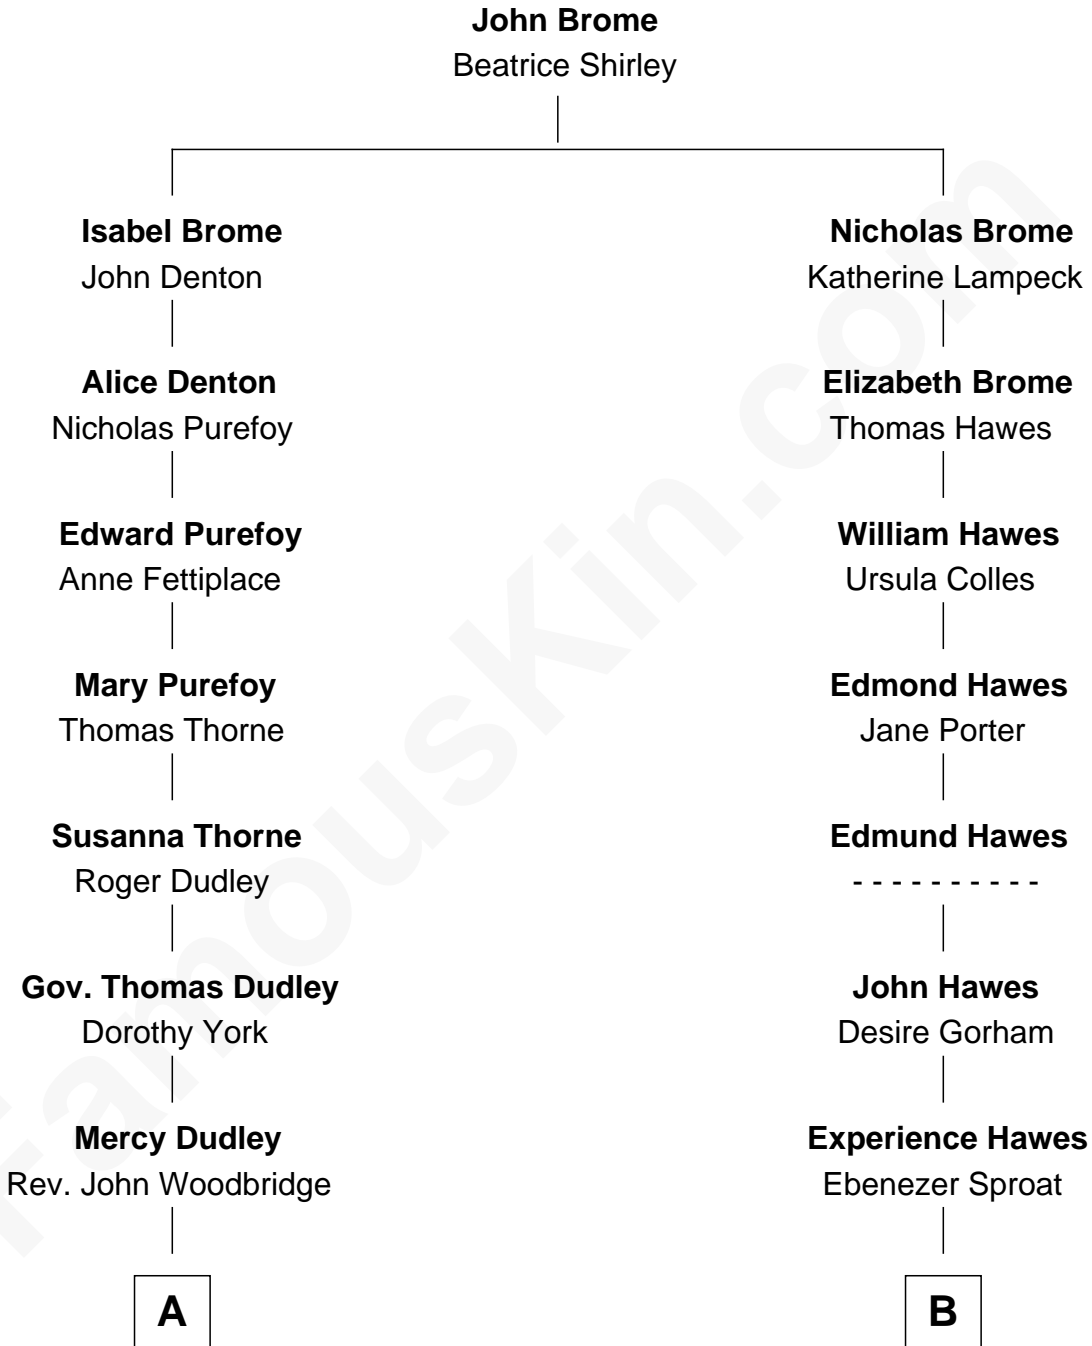 John Brome
Beatrice Shirley
Isabel Brome
John Denton
Nicholas Brome
Katherine Lampeck
Alice Denton
Nicholas Purefoy
Elizabeth Brome
Thomas Hawes
Edward Purefoy
Anne Fettiplace
William Hawes
Ursula Colles
Mary Purefoy
Thomas Thorne
Edmond Hawes
Jane Porter
Susanna Thorne
Roger Dudley
Edmund Hawes
- - - - - - - - - -
Gov. Thomas Dudley
Dorothy York
John Hawes
Desire Gorham
Mercy Dudley
Rev. John Woodbridge
Experience Hawes
Ebenezer Sproat
A
B
FamousKin.com